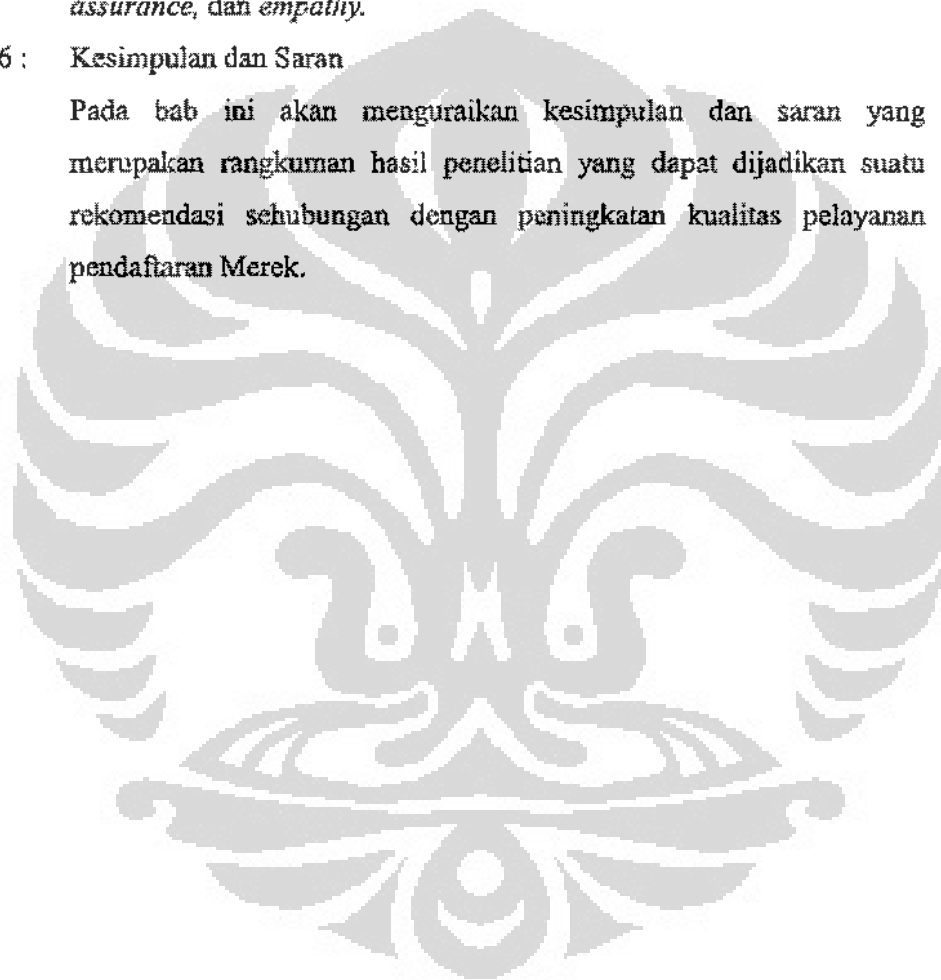 assurance, dan empathy.
6 : Kesimpulan dan Saran
Pada bab ini akan menguraikan kesimpulan dan saran yang
merupakan rangkuman hasil penelitian yang dapat dijadikan suatu
rekomendasi sehubungan dengan peningkatan kualitas pelayanan
pendaftaran Merek.